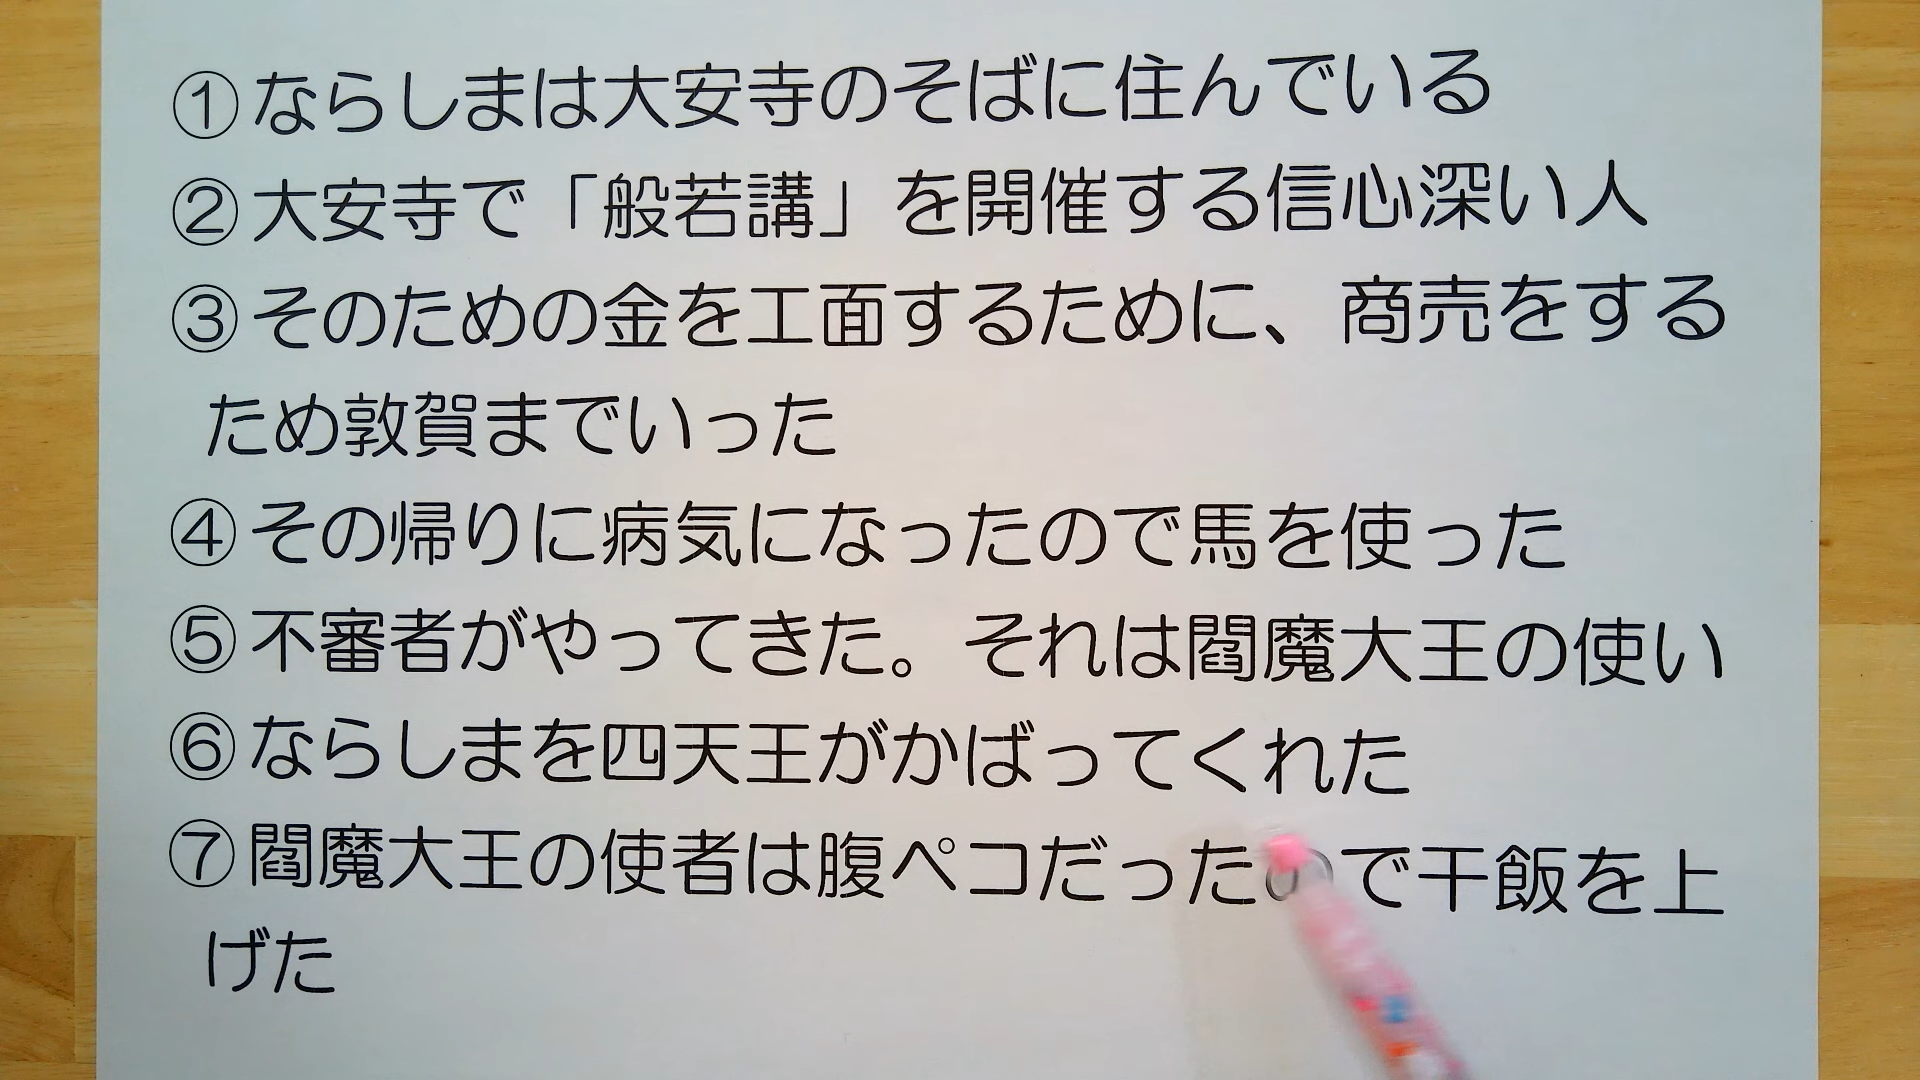 ①ならしまは大安寺のそばに住んでいる
②大安寺で「般若講」を開催する信心深い人
③そのための金を工面するために、商売をする
ため敦賀までいった
④その帰りに病気になったので馬を使った
⑤不審者がやってきた。それは閻魔大王の使い
⑥ならしまを四天王がかばってくれた
⑦閻魔大王の使者は腹ペコだったので干飯を上
げた